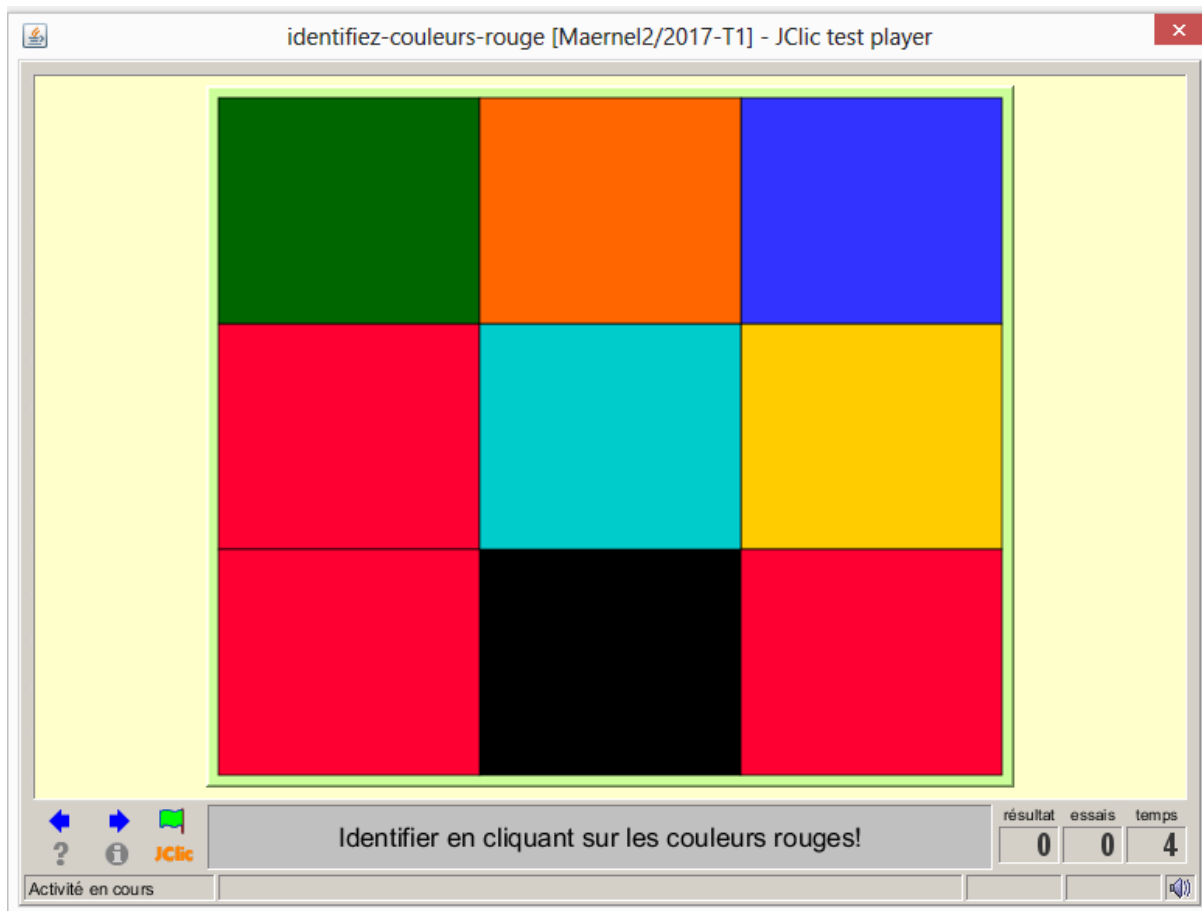 identifiez-couleurs-rouge [Maernel2/2017-T1] - JClic test player
Identifier en cliquant sur les couleurs rouges!
résultat essais temps
0 0 4
? i JClic
Activité en cours